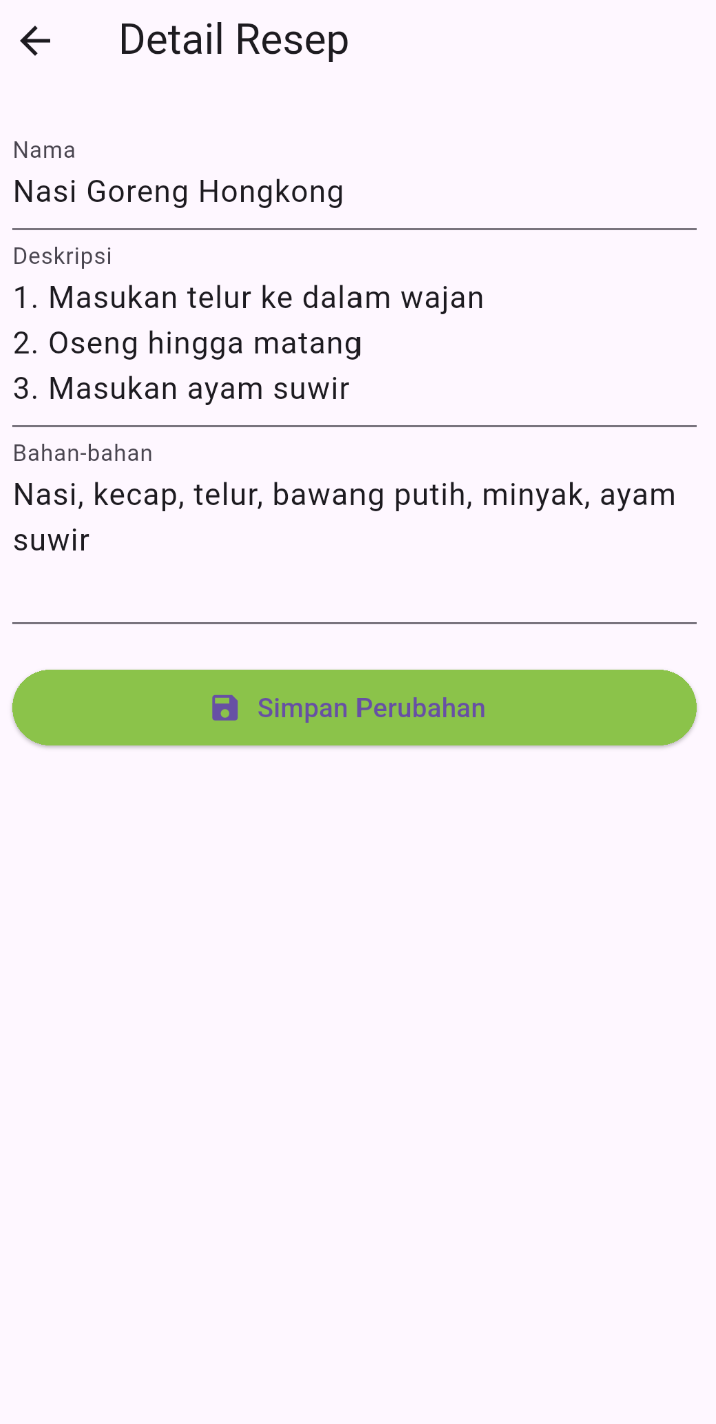 Detail Resep
Nama
Nasi Goreng Hongkong
Deskripsi
1. Masukan telur ke dalam wajan
2. Oseng hingga matang
3. Masukan ayam suwir
Bahan-bahan
Nasi, kecap, telur, bawang putih, minyak, ayam
suwir
Simpan Perubahan